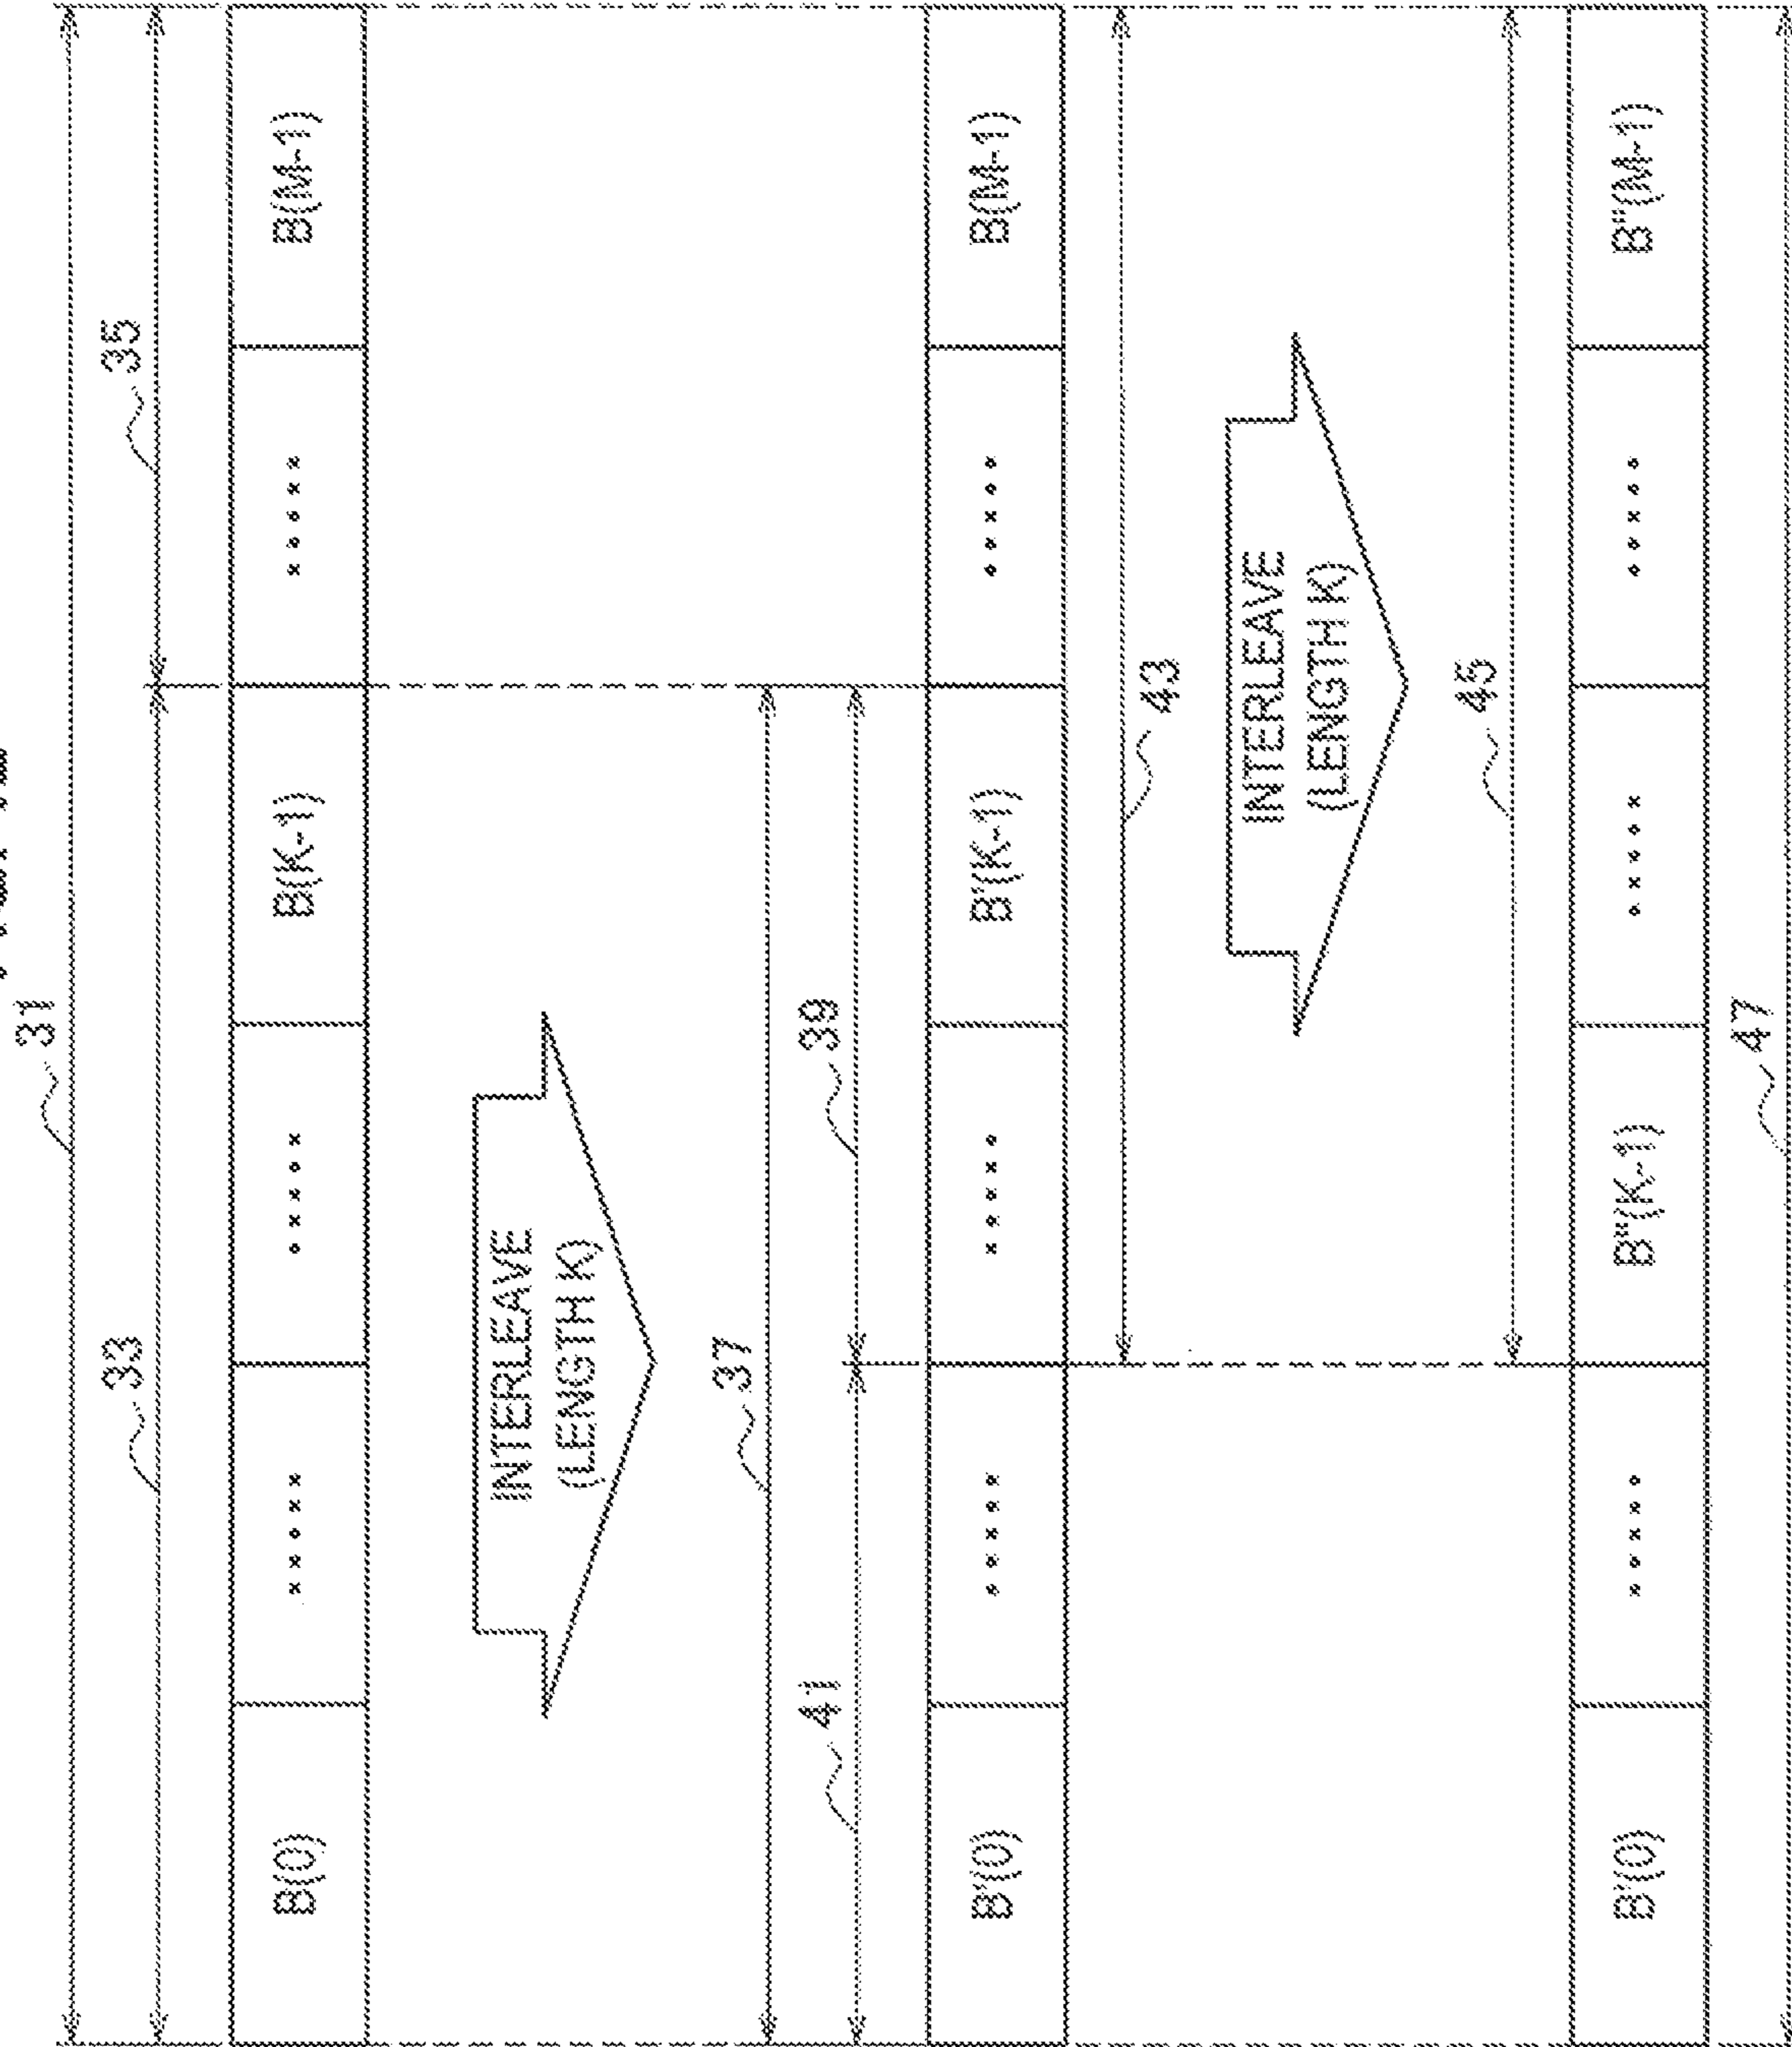 31
33
35
B(0)
.....
.....
B(K-1)
.....
B(M-1)
INTERLEAVE
(LENGTH K)
37
41
39
B'(0)
.....
.....
B'(K-1)
.....
B(M-1)
43
INTERLEAVE
(LENGTH K)
45
B'(0)
.....
B"(K-1)
.....
.....
B"(M-1)
47